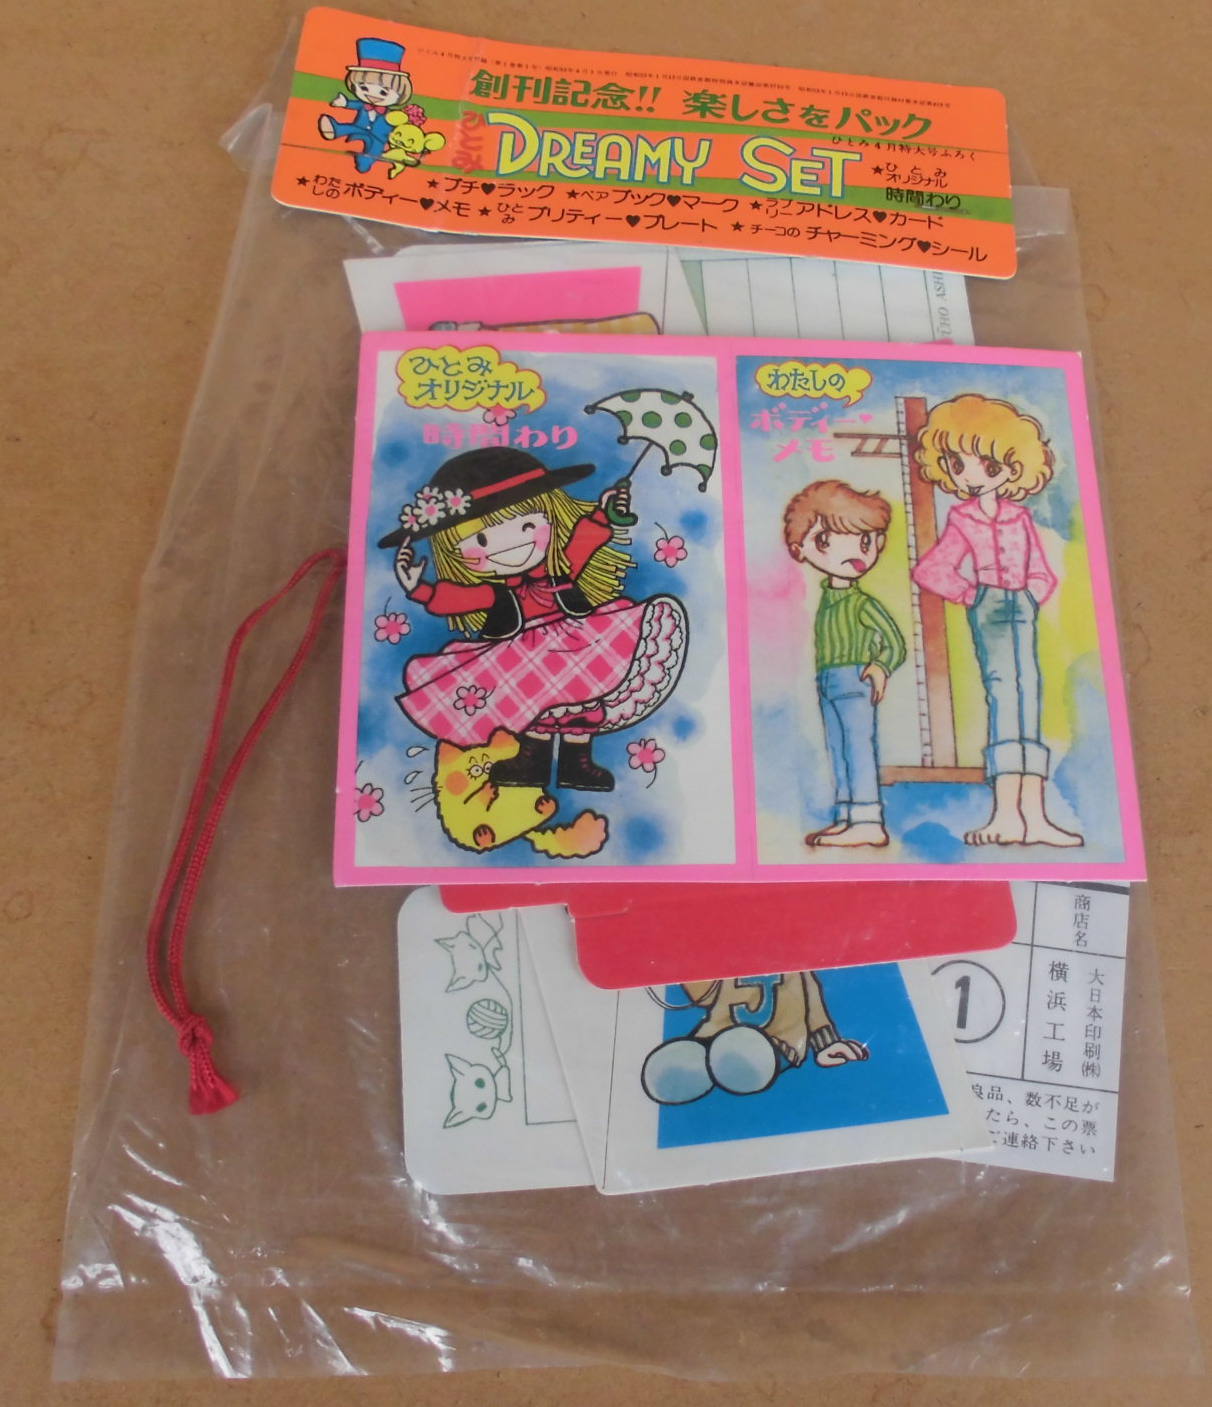 創刊記念!! 楽しさをパック
ひとみ4月特大号ふろく
ひとみ DREAMY SET
★ひとみオリジナル時間わり
★わたしのボディー♥メモ ★プチ♥ラック ★ペアブック♥マーク ★ラブリーアドレス♥カード
★ひとみプリティー♥プレート ★チーコのチャーミング♥シール
ひとみ
オリジナル
時間わり
わたしの
ボディー♥
メモ
商店名
1
横浜工場
大日本印刷(株)
良品、数不足が
たら、この票
ご連絡下さい